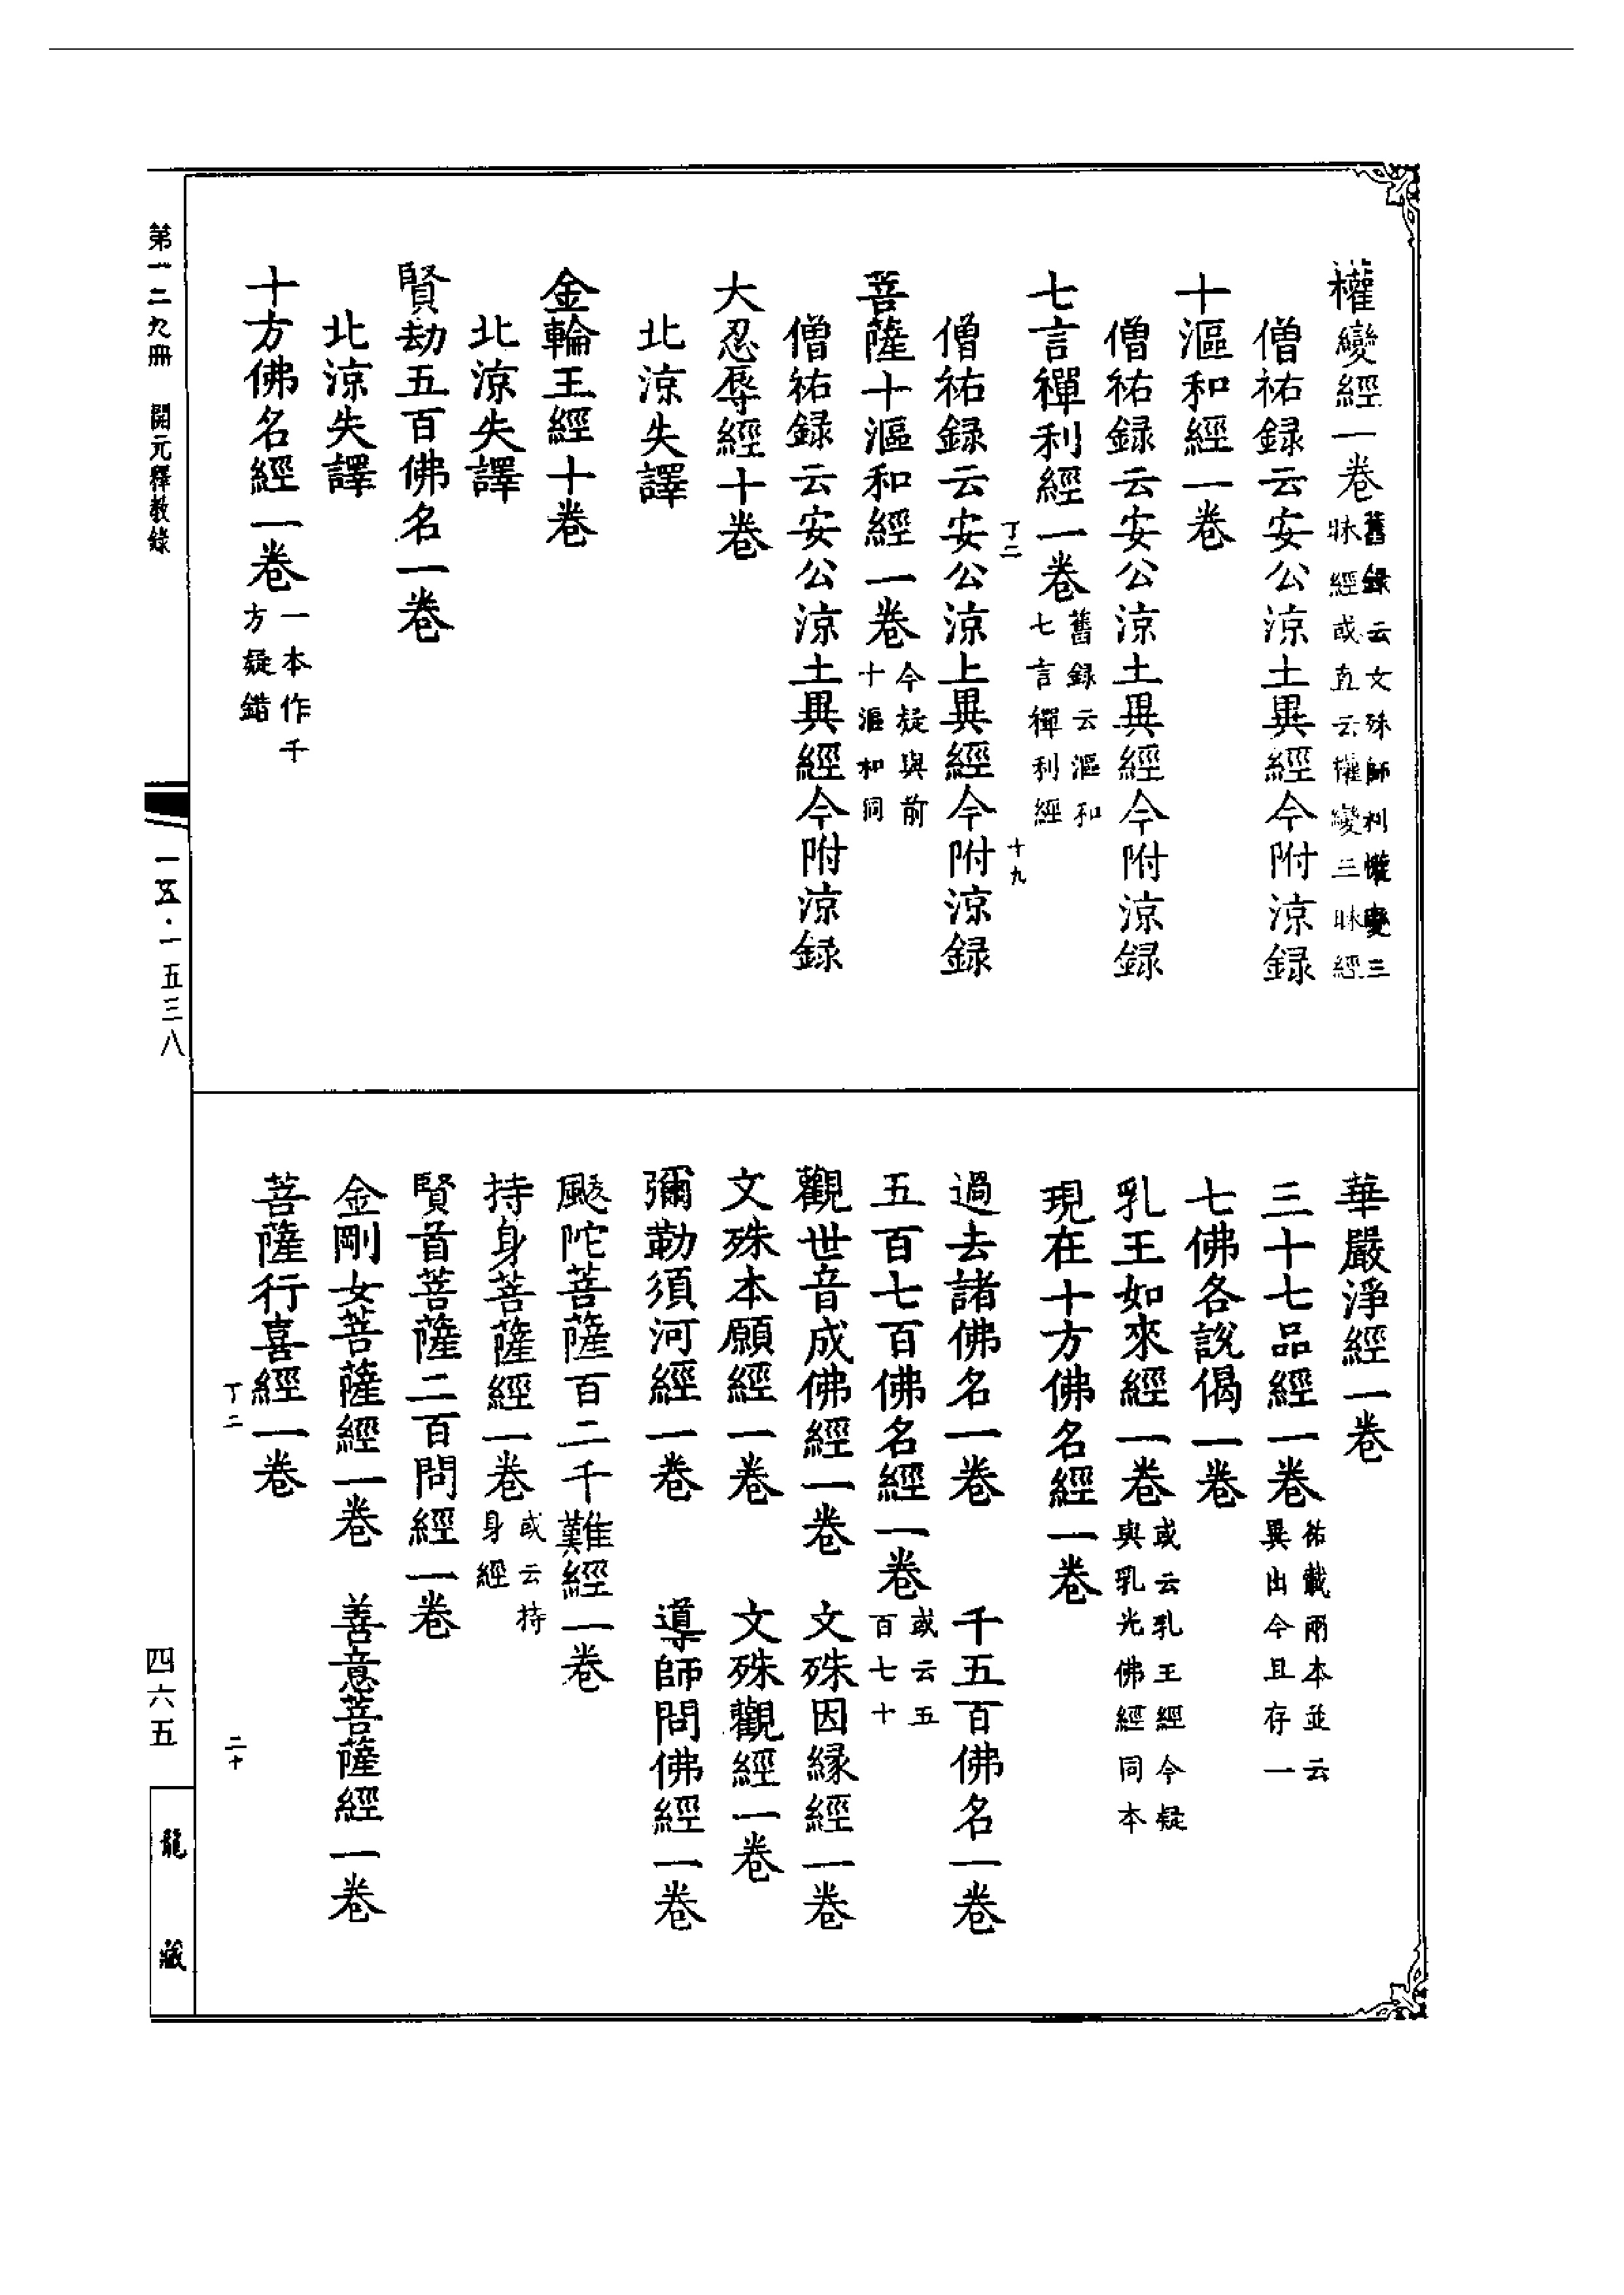 權變經一卷舊錄云文殊師利權變三昧經或直云權變三昧經
僧祐録云安公涼土異經今附涼録
十漚和經一卷
僧祐録云安公涼土異經今附涼録
七言禪利經一卷舊録云漚和七言禪利經
丁二　十九
僧祐録云安公涼上異經今附涼録
菩薩十漚和經一卷今疑與前十漚和同
僧祐録云安公涼土異經今附涼録
大忍辱經十卷
北涼失譯
金輪王經十卷
北涼失譯
賢劫五百佛名一卷
北涼失譯
十方佛名經一卷一本作千方疑錯
華嚴淨經一卷
三十七品經一卷祐載兩本並云異出今且存一
七佛各說偈一卷
乳王如來經一卷或云乳王經今疑與乳光佛經同本
現在十方佛名經一卷
過去諸佛名一卷　千五百佛名一卷
五百七百佛名經一卷或云五百七十
觀世音成佛經一卷　文殊因縁經一卷
文殊本願經一卷　文殊觀經一卷
彌勒須河經一卷　導師問佛經一卷
颰陀菩薩百二千難經一卷
持身菩薩經一卷或云持身經
賢首菩薩二百問經一卷
金剛女菩薩經一卷　善意菩薩經一卷
菩薩行喜經一卷
丁二　二十
第一二九冊　開元釋教錄
一五五·一五三八
四六五
龍藏